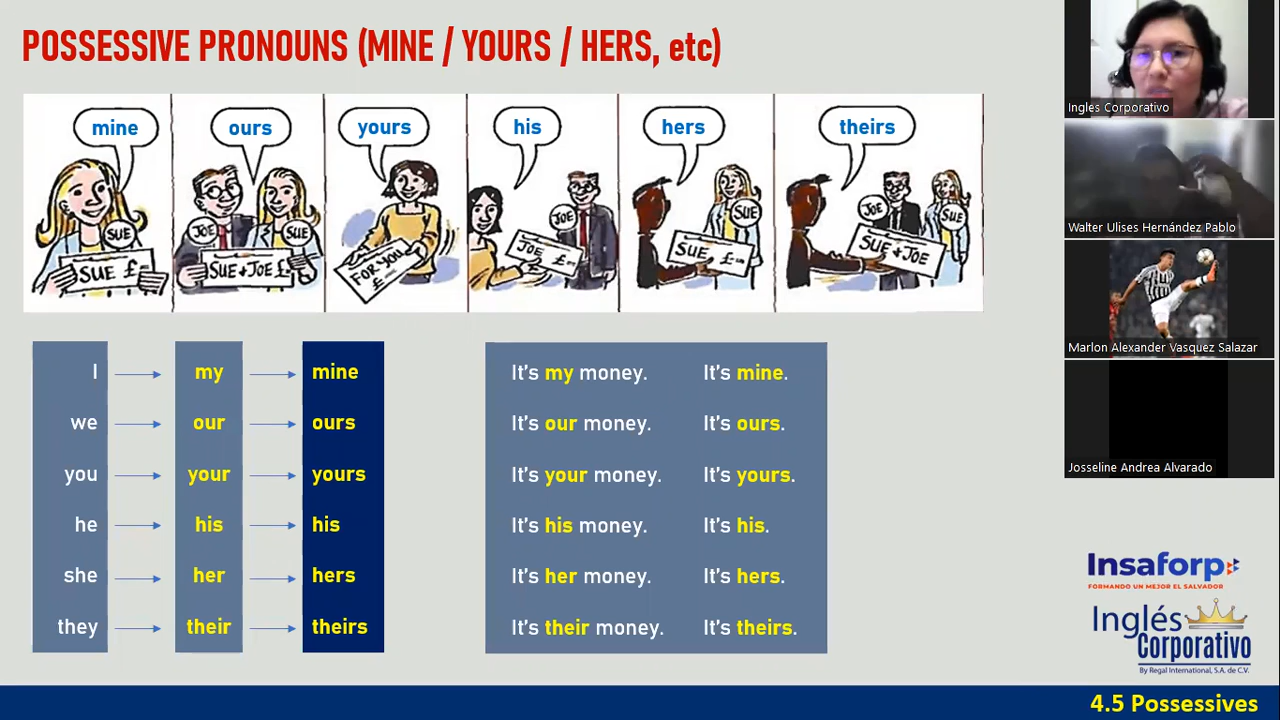 POSSESSIVE PRONOUNS (MINE / YOURS / HERS, etc)
mine
ours
yours
his
hers
theirs
SUE
SUE £
JOE
SUE
SUE+JOE £
FOR YOU
£
JOE
JOE £
SUE
SUE £
JOE
SUE
SUE+JOE
I my mine
we our ours
you your yours
he his his
she her hers
they their theirs
It's my money. It's mine.
It's our money. It's ours.
It's your money. It's yours.
It's his money. It's his.
It's her money. It's hers.
It's their money. It's theirs.
Ingles Corporativo
Walter Ulises Hernández Pablo
Marlon Alexander Vasquez Salazar
Josseline Andrea Alvarado
Insaforp
FORMANDO UN MEJOR EL SALVADOR
Inglés
Corporativo
By Regal International, S.A. de C.V.
4.5 Possessives